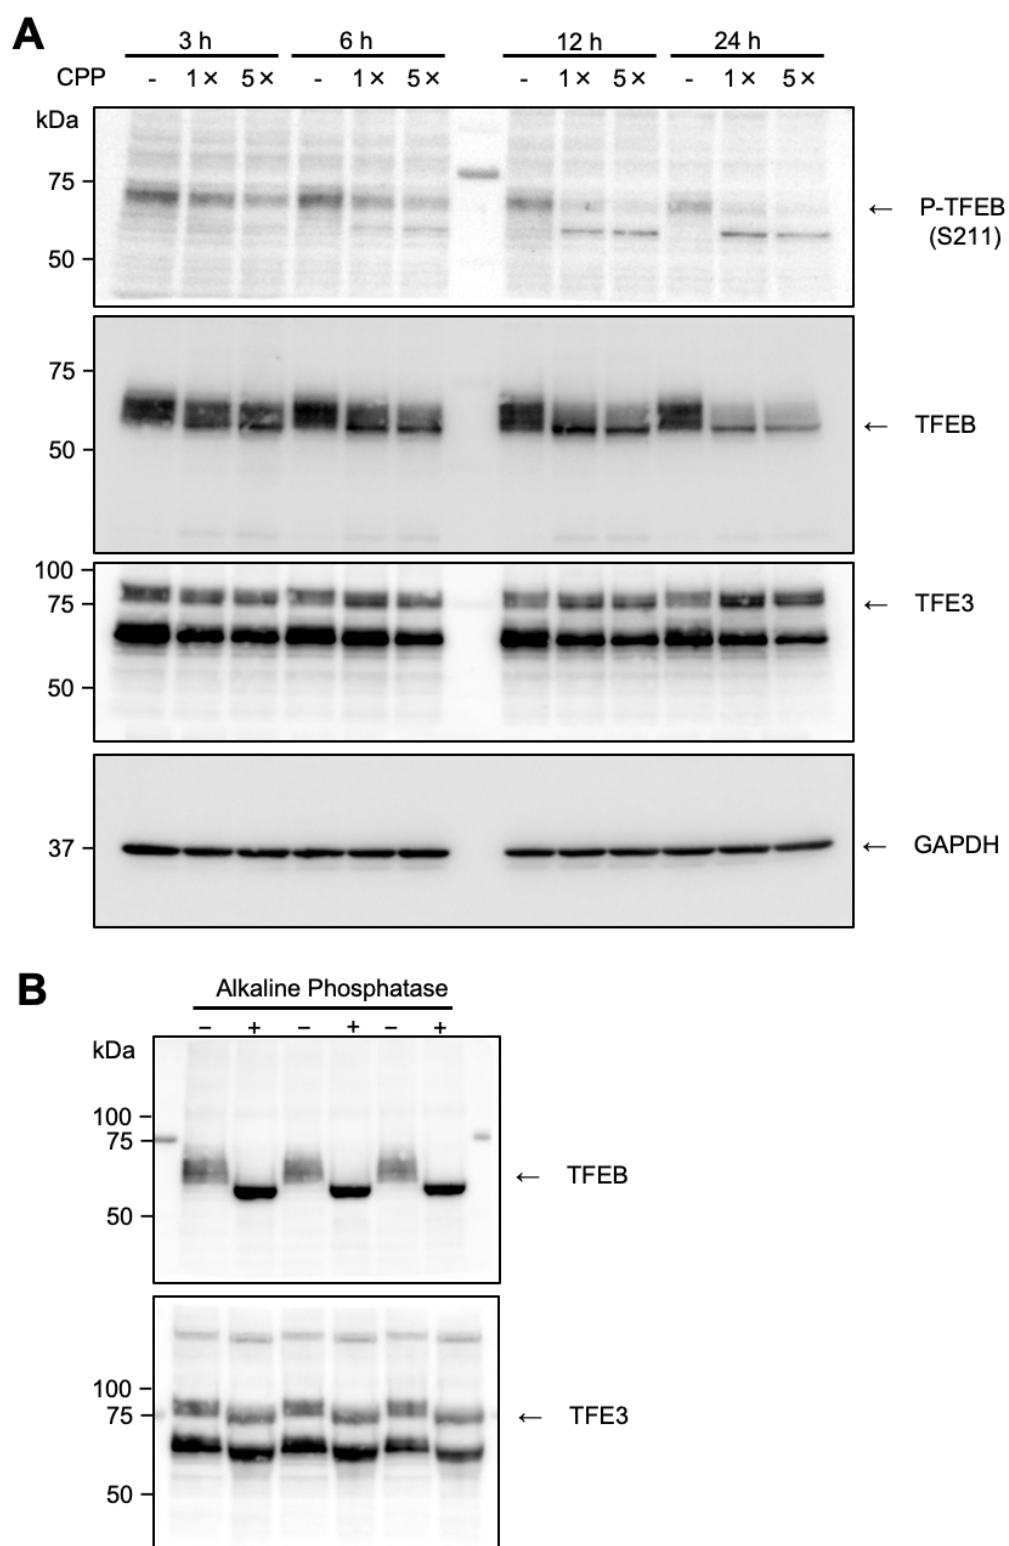 A
3 h 6 h 12 h 24 h
CPP - 1 × 5 × - 1 × 5 × - 1 × 5 × - 1 × 5 ×
kDa
75
← P-TFEB
(S211)
50
75
← TFEB
50
100
75 ← TFE3
50
37 ← GAPDH
B
Alkaline Phosphatase
– + – + – +
kDa
100
75
← TFEB
50
100
75 ← TFE3
50